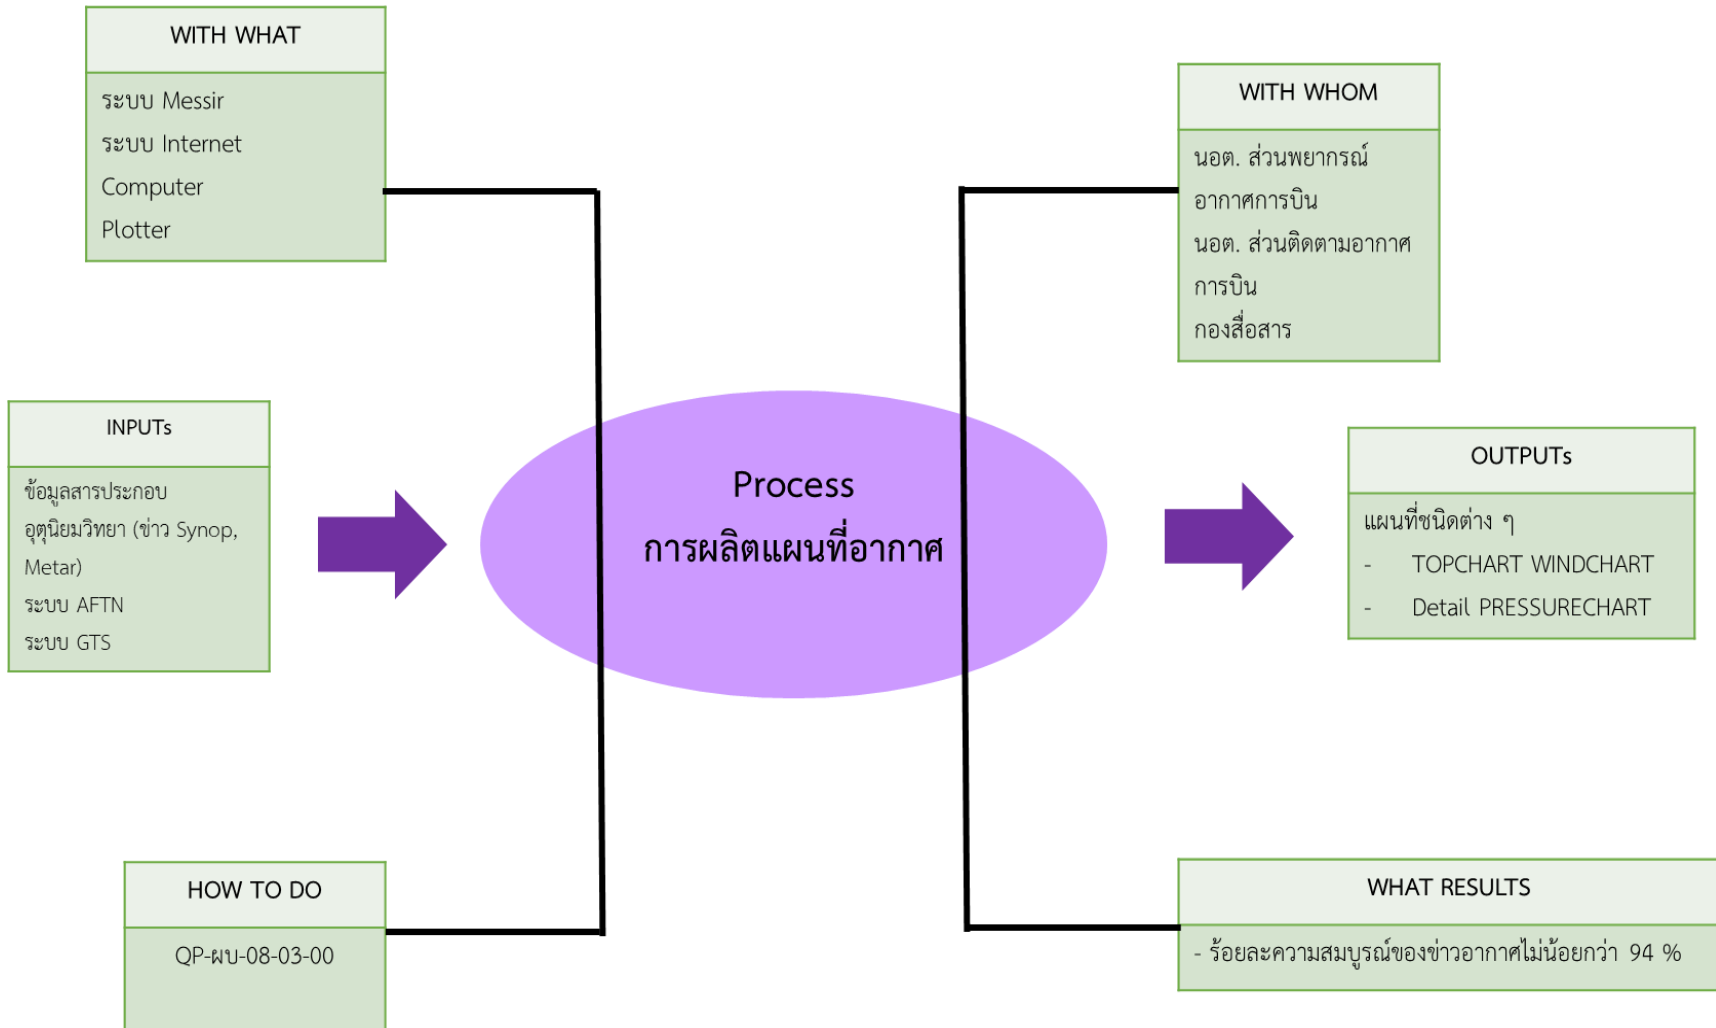 WITH WHAT
ระบบ Messir
ระบบ Internet
Computer
Plotter
WITH WHOM
นอต. ส่วนพยากรณ์
อากาศการบิน
นอต. ส่วนติดตามอากาศ
การบิน
กองสื่อสาร
INPUTs
ข้อมูลสารประกอบ
อุตุนิยมวิทยา (ข่าว Synop,
Metar)
ระบบ AFTN
ระบบ GTS
Process
การผลิตแผนที่อากาศ
OUTPUTs
แผนที่ชนิดต่าง ๆ
- TOPCHART WINDCHART
- Detail PRESSURECHART
HOW TO DO
QP-ผบ-08-03-00
WHAT RESULTS
- ร้อยละความสมบูรณ์ของข่าวอากาศไม่น้อยกว่า 94 %